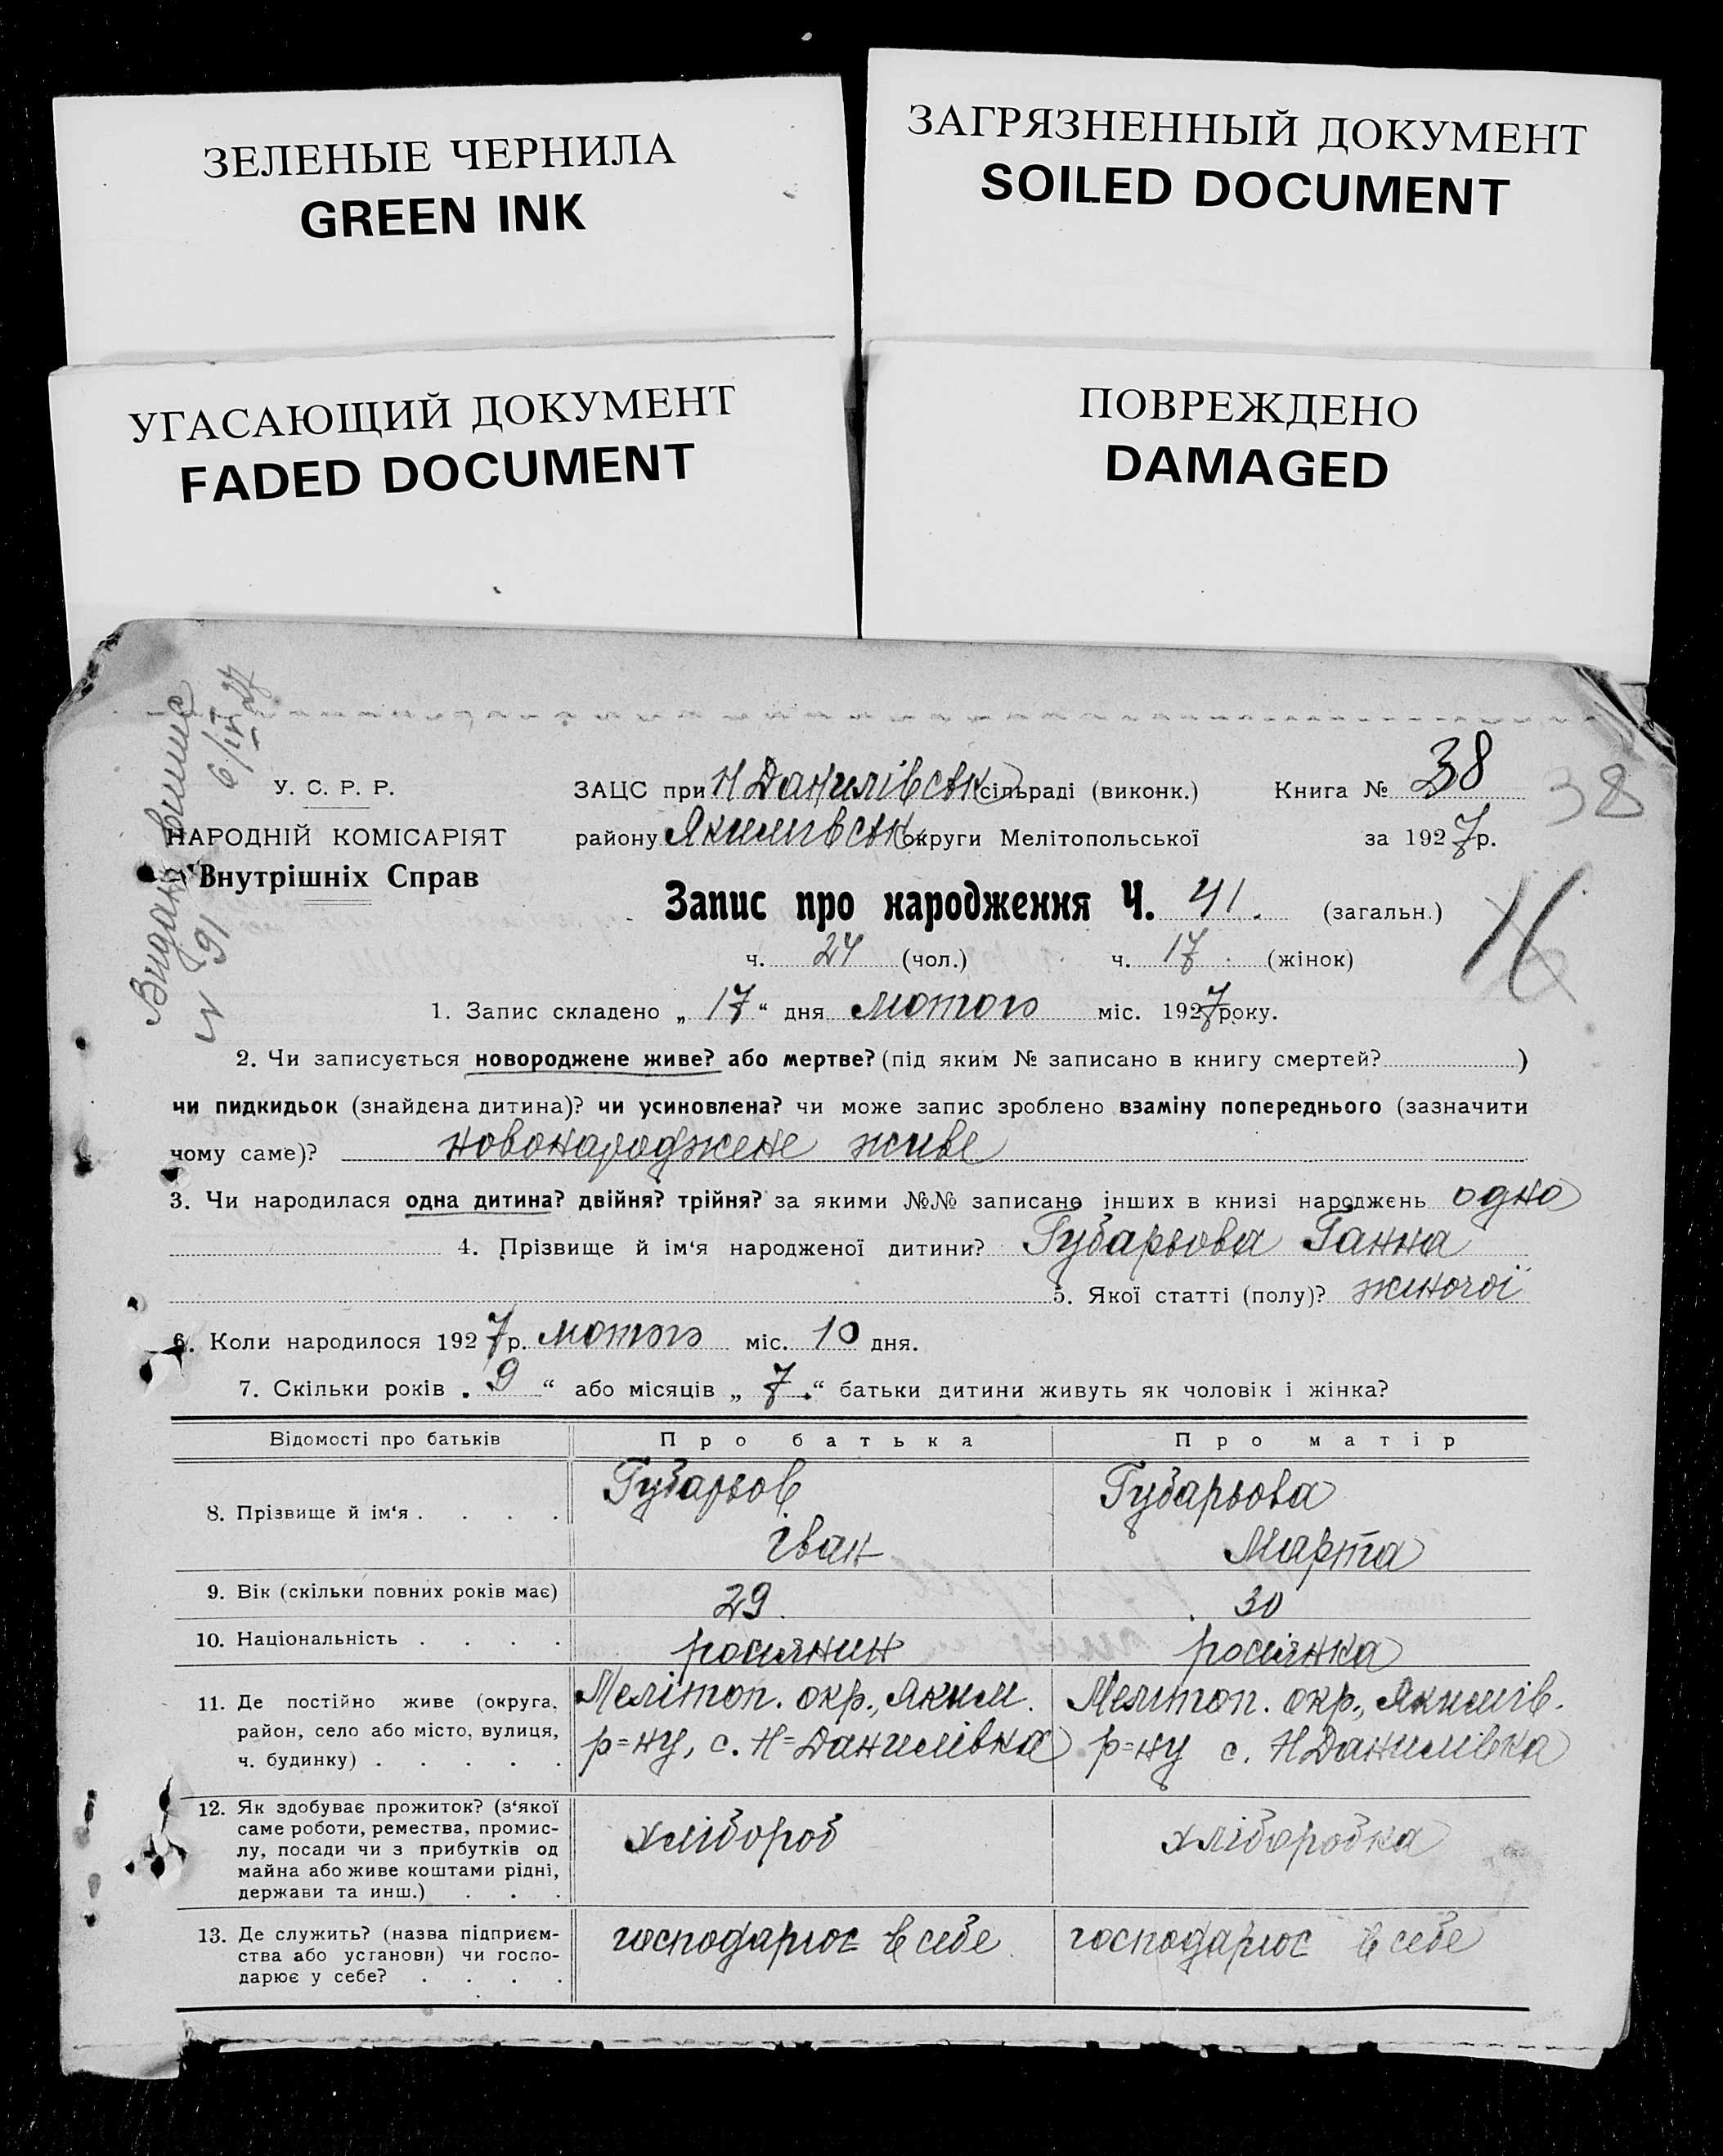 ЗЕЛЕНЫЕ ЧЕРНИЛА
GREEN INK
ЗАГРЯЗНЕННЫЙ ДОКУМЕНТ
SOILED DOCUMENT
УГАСАЮЩИЙ ДОКУМЕНТ
FADED DOCUMENT
ПОВРЕЖДЕНО
DAMAGED
Видано виписа
N 91
6/IV 27
У. С. Р. Р.
НАРОДНІЙ КОМІСАРІЯТ
Внутрішніх Справ
ЗАЦС при Н Данилівськ сільраді (виконк.)
району Якимівськ округи Мелітопольської
Книга № 38
38
за 1927 р.
Запис про народження Ч. 41. (загальн.)
ч. 24 (чол.) ч. 17 (жінок)
16
1. Запис складено „ 17 “ дня лютого міс. 1927 року.
2. Чи записується новороджене живе? або мертве? (під яким № записано в книгу смертей? )
чи пидкидьок (знайдена дитина)? чи усиновлена? чи може запис зроблено взаміну попереднього (зазначити
чому саме)? новонароджене живе
3. Чи народилася одна дитина? двійня? трійня? за якими №№ записане інших в книзі народжень одно
4. Прізвище й ім‘я народженої дитини? Губарьова Ганна
5. Якої статті (полу)? жиночої
6. Коли народилося 1927 р. лютого міс. 10 дня.
7. Скільки років „ 9 “ або місяців „ 7 “ батьки дитини живуть як чоловік і жінка?
Відомості про батьків Про батька Про матір
8. Прізвище й ім‘я . . . . Губарьов Іван Губарьова Марта
9. Вік (скільки повних років має) 29. 30
10. Національність . . . . росіянин росіянка
11. Де постійно живе (округа,
район, село або місто, вулиця,
ч. будинку) . . . . .
Мелітоп. окр., Яким.
р=ну, с. Н=Данилівка
Мелітоп. окр., Якимів.
р=ну с. Н Данилівка
12. Як здобуває прожиток? (з‘якої
саме роботи, ремества, промис-
лу, посади чи з прибутків од
майна або живе коштами рідні,
держави та инш.) . . .
хлібороб
хліборобка
13. Де служить? (назва підприєм-
ства або установи) чи госпо-
дарює у себе? . . . .
господарює в себе
господарює в себе